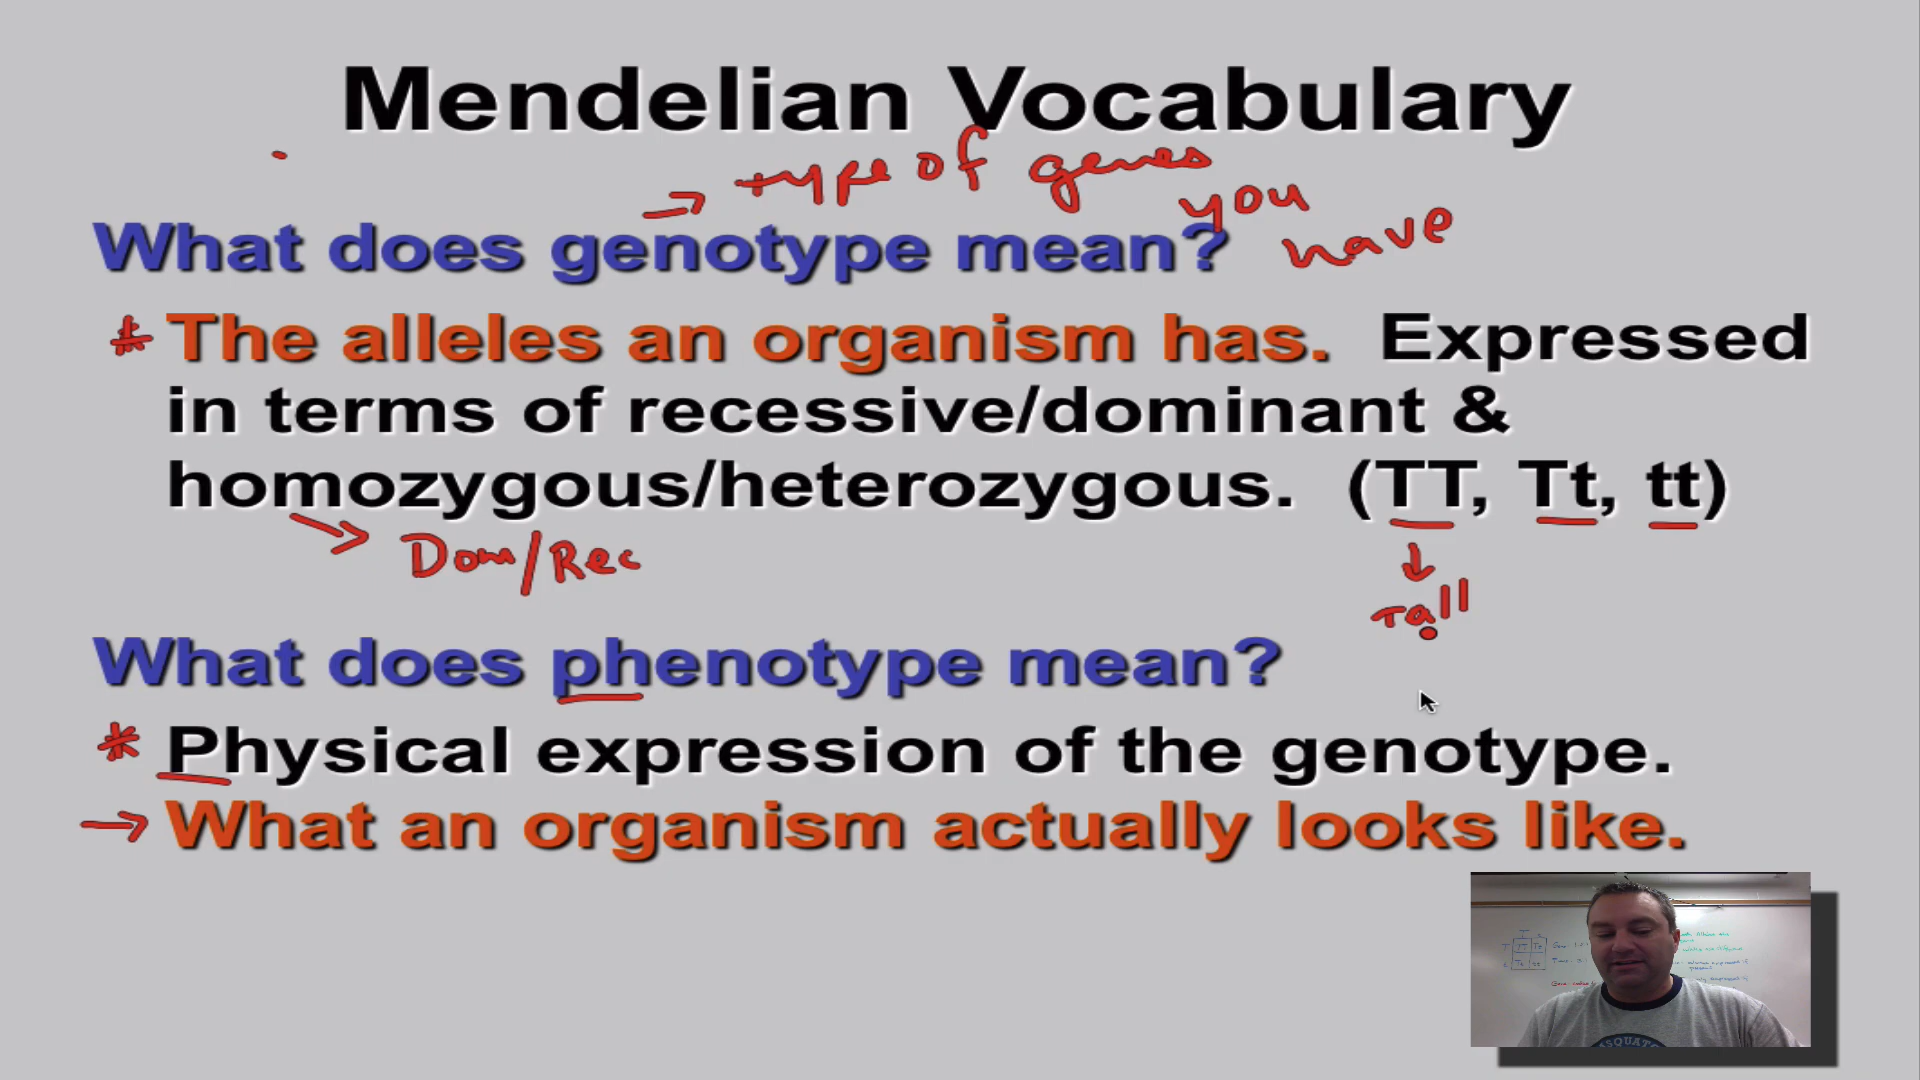 Mendelian Vocabulary
→ type of genes
you
have
What does genotype mean?
* The alleles an organism has. Expressed
in terms of recessive/dominant &
homozygous/heterozygous. (TT, Tt, tt)
→ Dom/Rec
↓
Tall
What does phenotype mean?
* Physical expression of the genotype.
→ What an organism actually looks like.